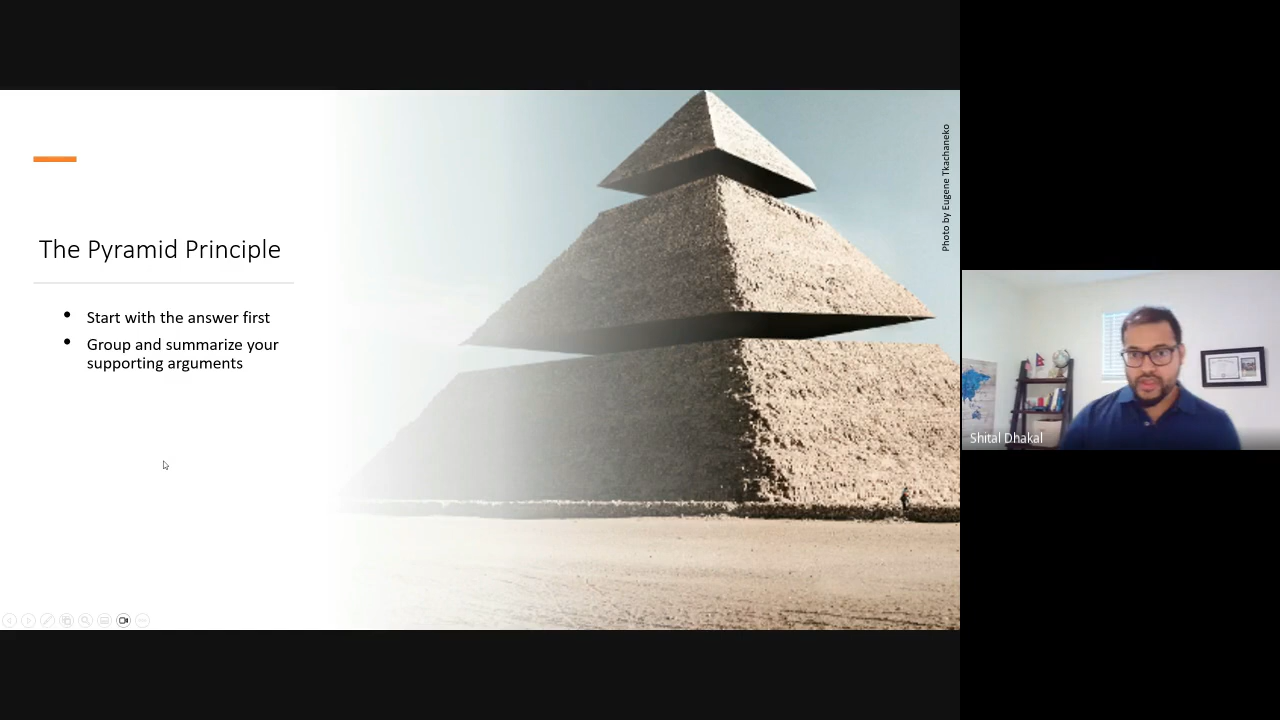 The Pyramid Principle
Start with the answer first
Group and summarize your
supporting arguments
Photo by Eugene Tkachaneko
Shital Dhakal